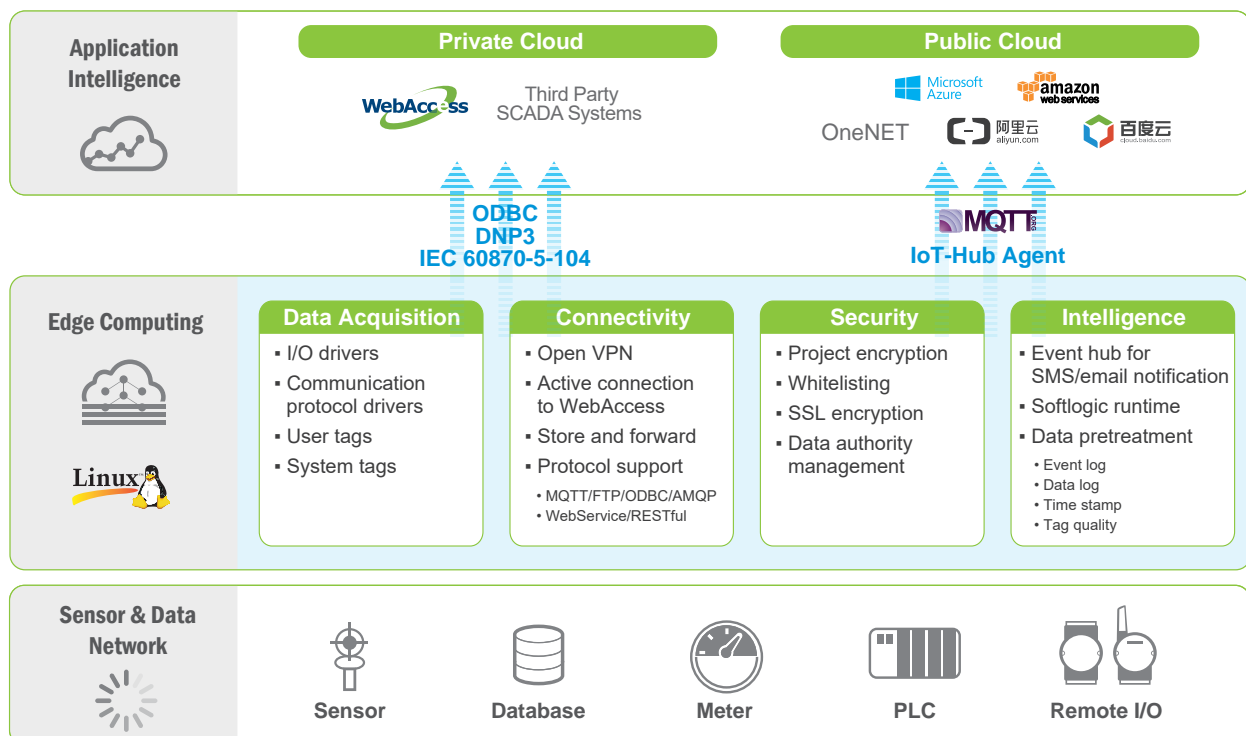 Application
Intelligence
Private Cloud
WebAccess
Third Party
SCADA Systems
Public Cloud
Microsoft
Azure
amazon
web services
OneNET
阿里云
aliyun.com
百度云
cloud.baidu.com
ODBC
DNP3
IEC 60870-5-104
MQTT.ORG
IoT-Hub Agent
Edge Computing
Linux
Data Acquisition
▪ I/O drivers
▪ Communication
protocol drivers
▪ User tags
▪ System tags
Connectivity
▪ Open VPN
▪ Active connection
to WebAccess
▪ Store and forward
▪ Protocol support
• MQTT/FTP/ODBC/AMQP
• WebService/RESTful
Security
▪ Project encryption
▪ Whitelisting
▪ SSL encryption
▪ Data authority
management
Intelligence
▪ Event hub for
SMS/email notification
▪ Softlogic runtime
▪ Data pretreatment
• Event log
• Data log
• Time stamp
• Tag quality
Sensor & Data
Network
Sensor
Database
Meter
PLC
Remote I/O